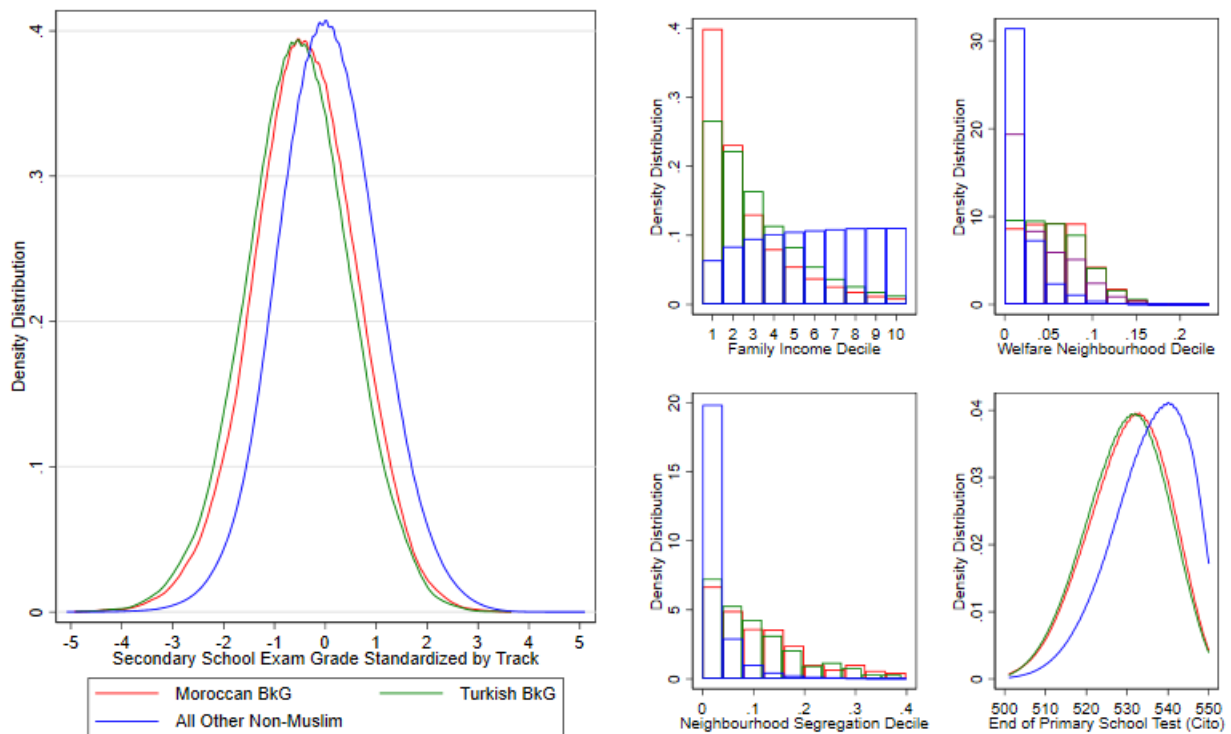 Density Distribution
0 .1 .2 .3 .4
-5 -4 -3 -2 -1 0 1 2 3 4 5
Secondary School Exam Grade Standardized by Track
Moroccan BkG
Turkish BkG
All Other Non-Muslim
Density Distribution
0 .1 .2 .3 .4
1 2 3 4 5 6 7 8 9 10
Family Income Decile
Density Distribution
0 10 20 30
0 .05 .1 .15 .2
Welfare Neighbourhood Decile
Density Distribution
0 5 10 15 20
0 .1 .2 .3 .4
Neighbourhood Segregation Decile
Density Distribution
0 .01 .02 .03 .04
500 510 520 530 540 550
End of Primary School Test (Cito)